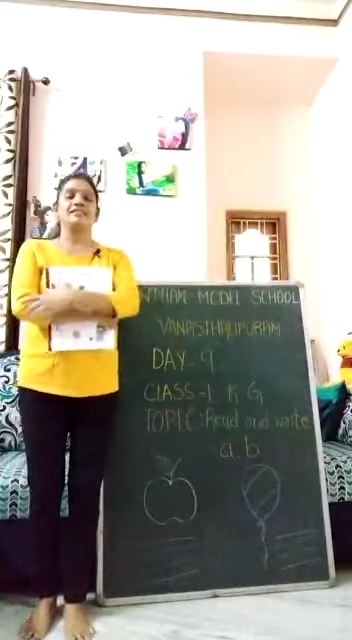 MODEL SCHOOL
VANASTHALIPURAM
DAY-9
CLASS-L K G
TOPIC:Read and write
a, b